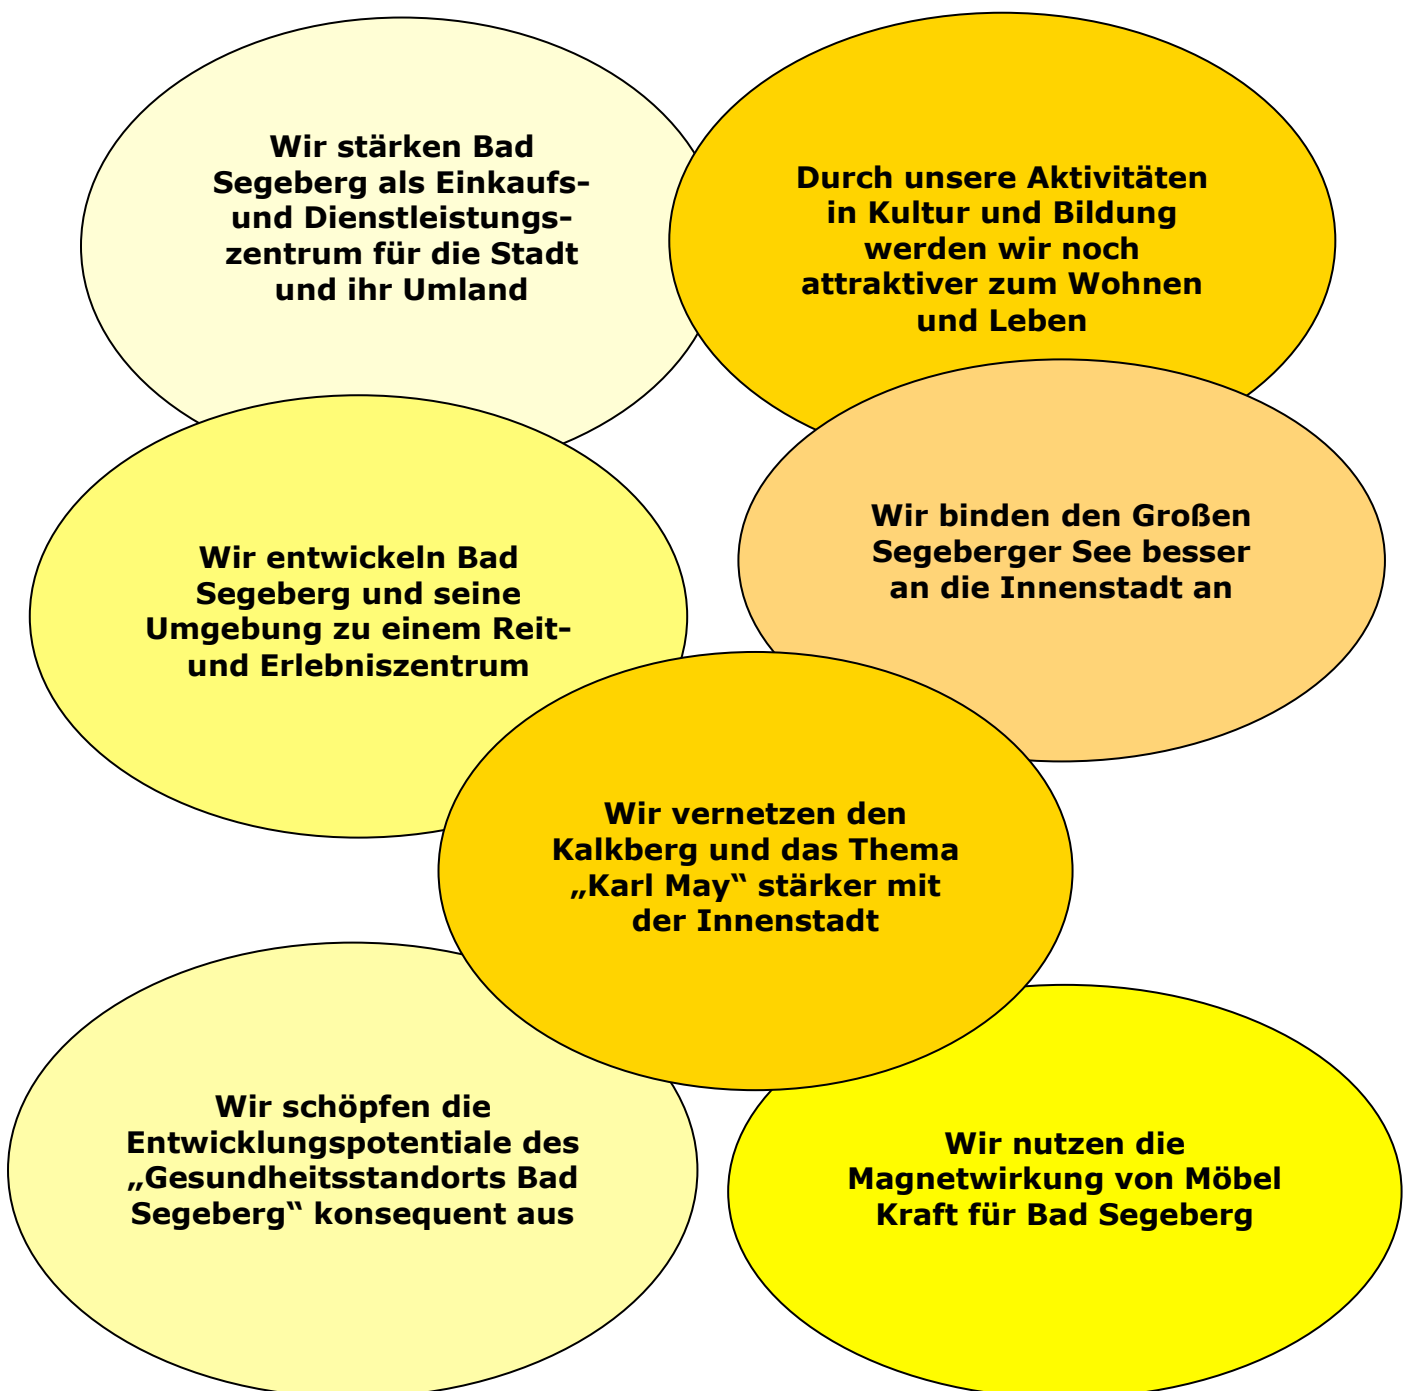 Wir stärken Bad
Segeberg als Einkaufs-
und Dienstleistungs-
zentrum für die Stadt
und ihr Umland
Durch unsere Aktivitäten
in Kultur und Bildung
werden wir noch
attraktiver zum Wohnen
und Leben
Wir entwickeln Bad
Segeberg und seine
Umgebung zu einem Reit-
und Erlebniszentrum
Wir binden den Großen
Segeberger See besser
an die Innenstadt an
Wir vernetzen den
Kalkberg und das Thema
„Karl May“ stärker mit
der Innenstadt
Wir schöpfen die
Entwicklungspotentiale des
„Gesundheitsstandorts Bad
Segeberg“ konsequent aus
Wir nutzen die
Magnetwirkung von Möbel
Kraft für Bad Segeberg